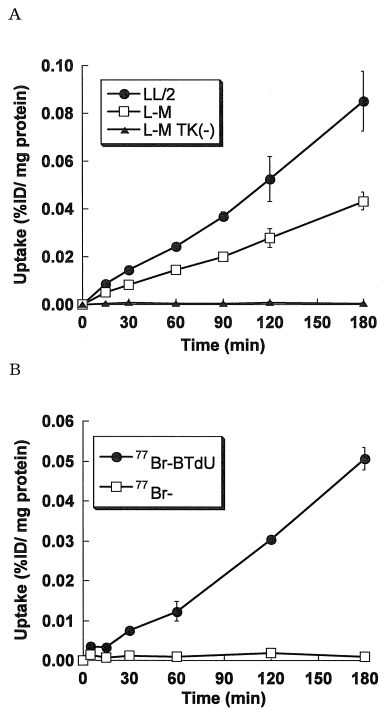 A
Uptake (%ID/ mg protein)
0.10
0.08
0.06
0.04
0.02
0.00
LL/2
L-M
L-M TK(-)
0 30 60 90 120 150 180
Time (min)
B
Uptake (%ID/ mg protein)
0.06
0.05
0.04
0.03
0.02
0.01
0.00
⁷⁷Br-BTdU
⁷⁷Br-
0 30 60 90 120 150 180
Time (min)